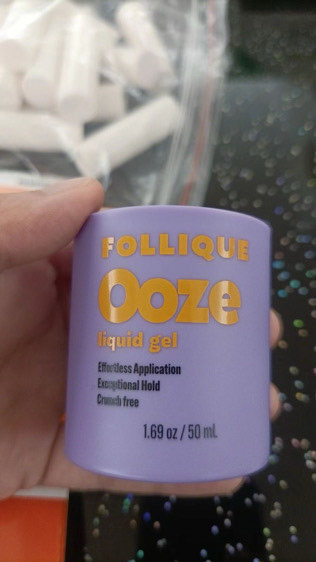 FOLLIQUE
Ooze
liquid gel
Effortless Application
Exceptional Hold
Crunch free
1.69 oz / 50 ml.